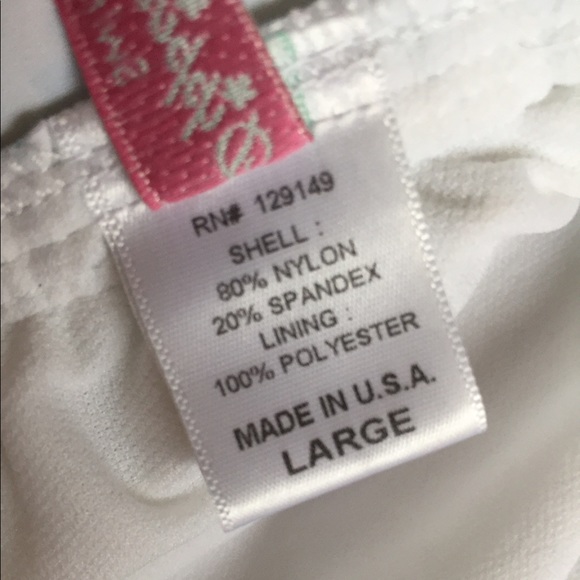 RN# 129149
SHELL :
80% NYLON
20% SPANDEX
LINING :
100% POLYESTER
MADE IN U.S.A.
LARGE